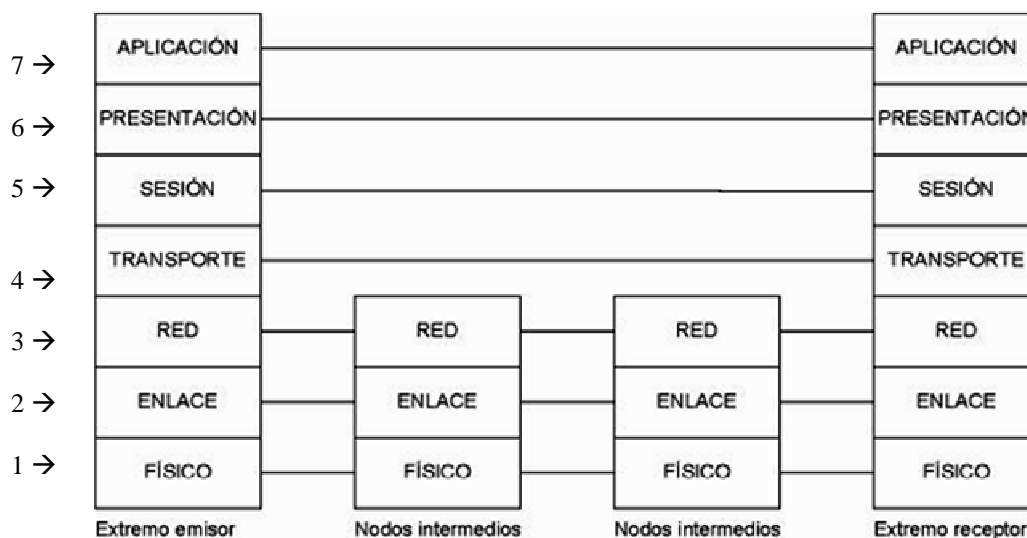 7 → APLICACIÓN APLICACIÓN
6 → PRESENTACIÓN PRESENTACIÓN
5 → SESIÓN SESIÓN
4 → TRANSPORTE TRANSPORTE
3 → RED RED RED RED
2 → ENLACE ENLACE ENLACE ENLACE
1 → FÍSICO FÍSICO FÍSICO FÍSICO
Extremo emisor Nodos intermedios Nodos intermedios Extremo receptor